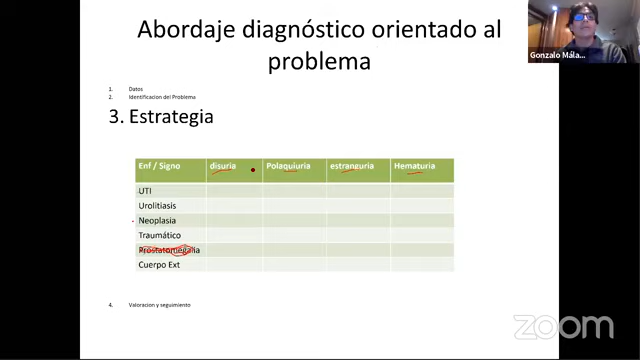 Abordaje diagnóstico orientado al
problema
Gonzalo Mála...
1. Datos
2. Identificacion del Problema
3. Estrategia
Enf / Signo disuria Polaquiuria estranguria Hematuria
UTI
Urolitiasis
Neoplasia
Traumático
Prostatomegalia
Cuerpo Ext
4. Valoracion y seguimiento
zoom